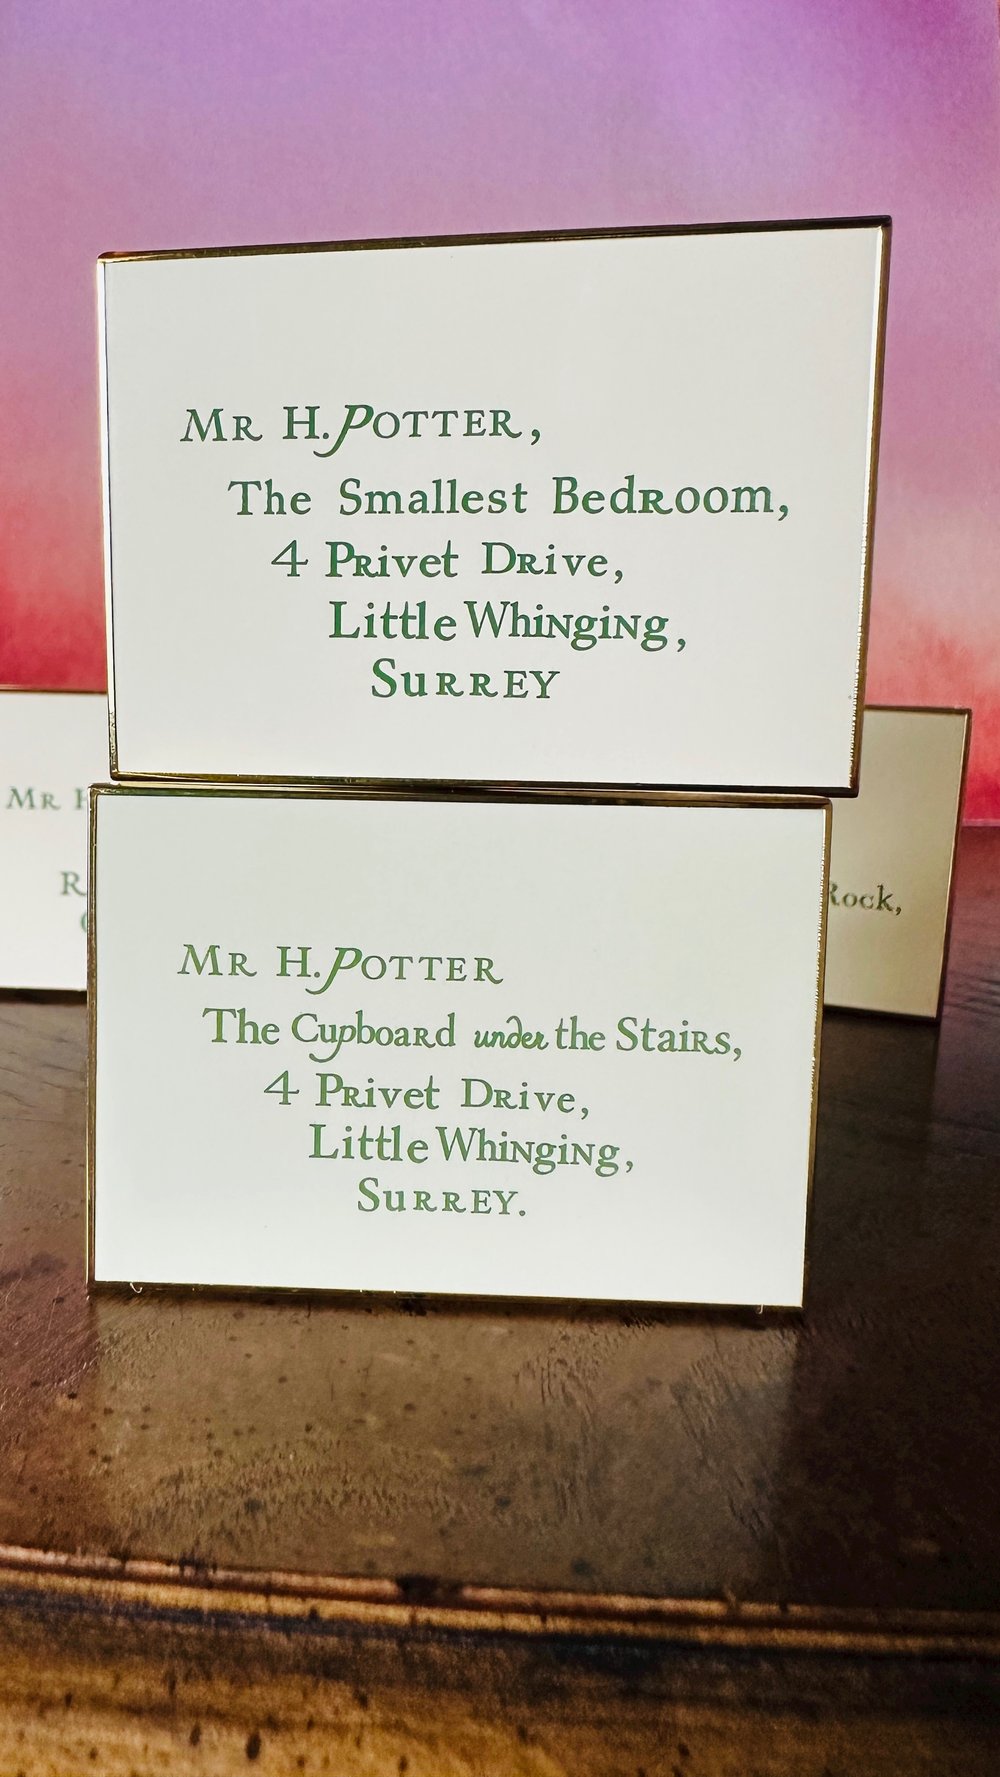 Mr H. Potter,
The Smallest Bedroom,
4 Privet Drive,
Little Whinging,
Surrey
Mr
Rock,
Mr H. Potter
The Cupboard under the Stairs,
4 Privet Drive,
Little Whinging,
Surrey.